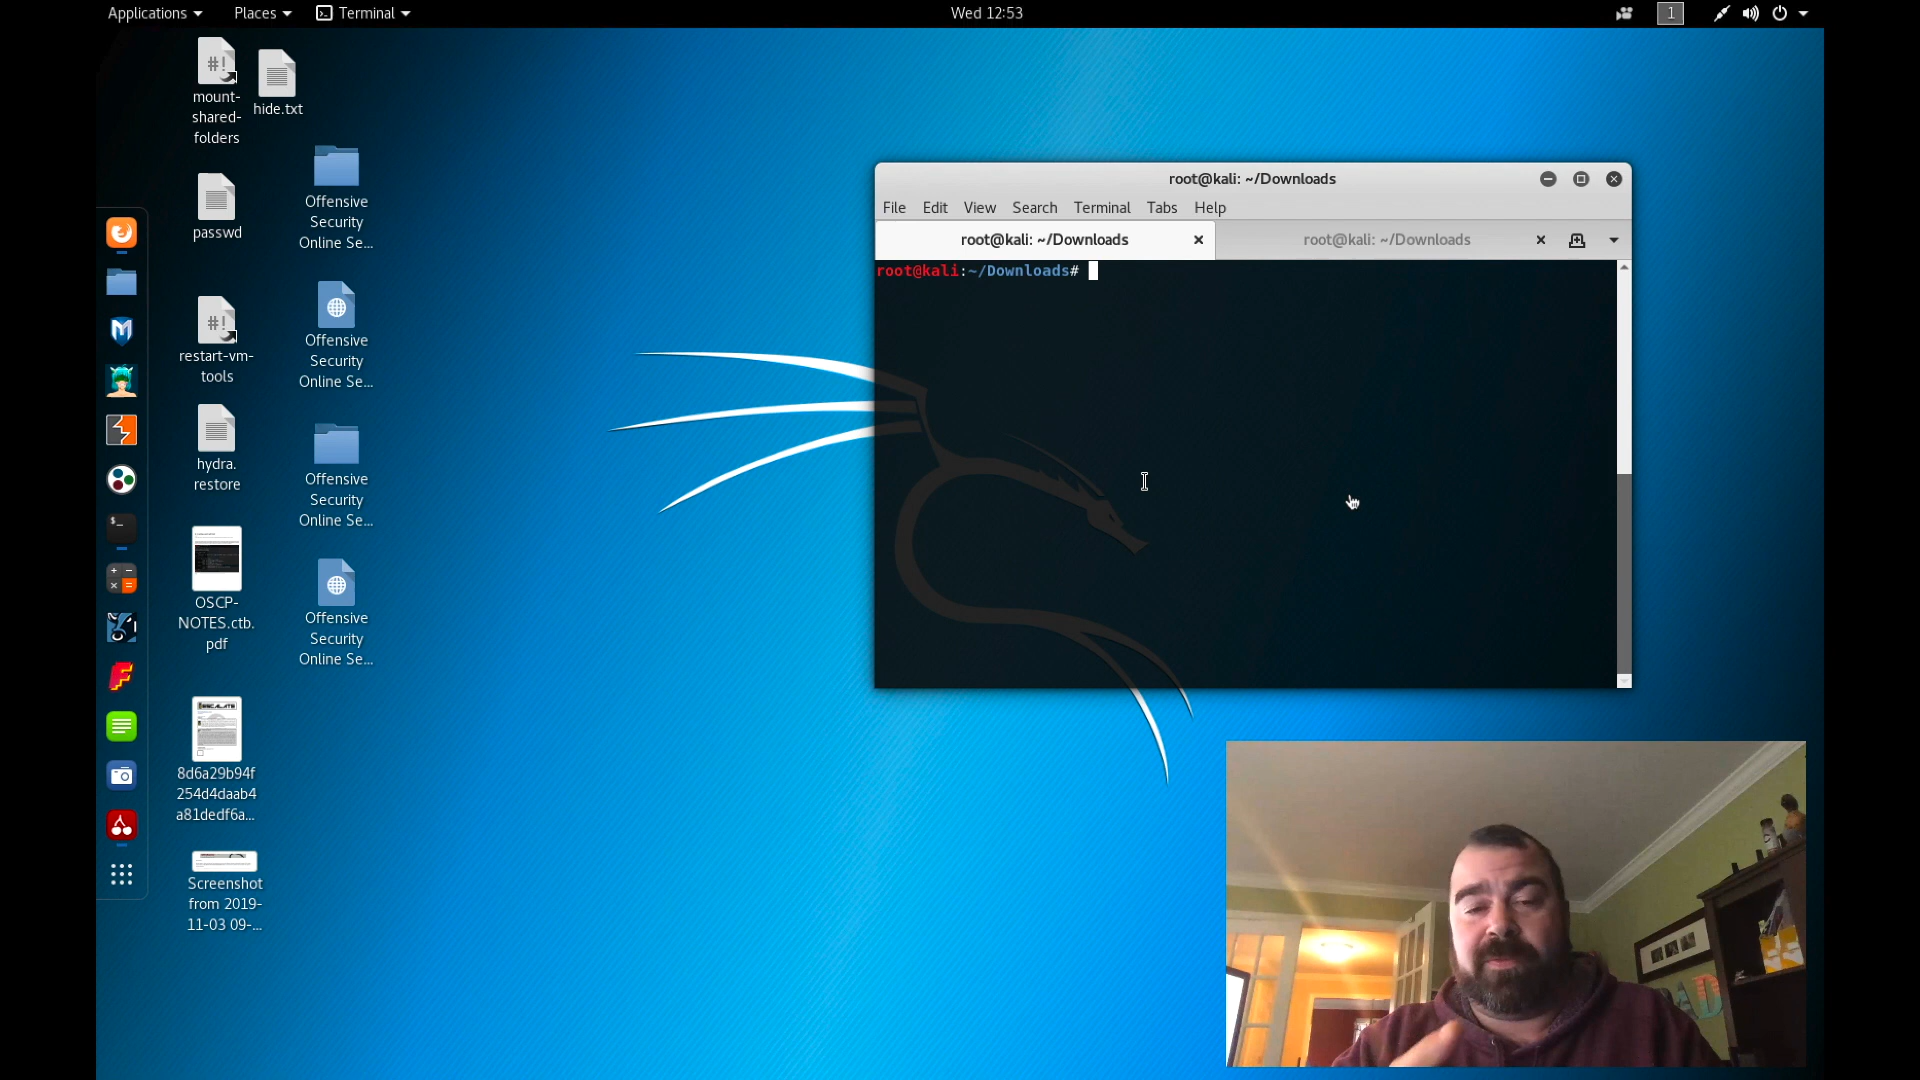 Applications Places Terminal Wed 12:53 1
mount-
shared-
folders
hide.txt
passwd
Offensive
Security
Online Se...
restart-vm-
tools
Offensive
Security
Online Se...
hydra.
restore
Offensive
Security
Online Se...
OSCP-
NOTES.ctb.
pdf
Offensive
Security
Online Se...
ESCALATE
8d6a29b94f
254d4daab4
a81dedf6a...
Screenshot
from 2019-
11-03 09-...
root@kali: ~/Downloads
File Edit View Search Terminal Tabs Help
root@kali: ~/Downloads root@kali: ~/Downloads
root@kali:~/Downloads#